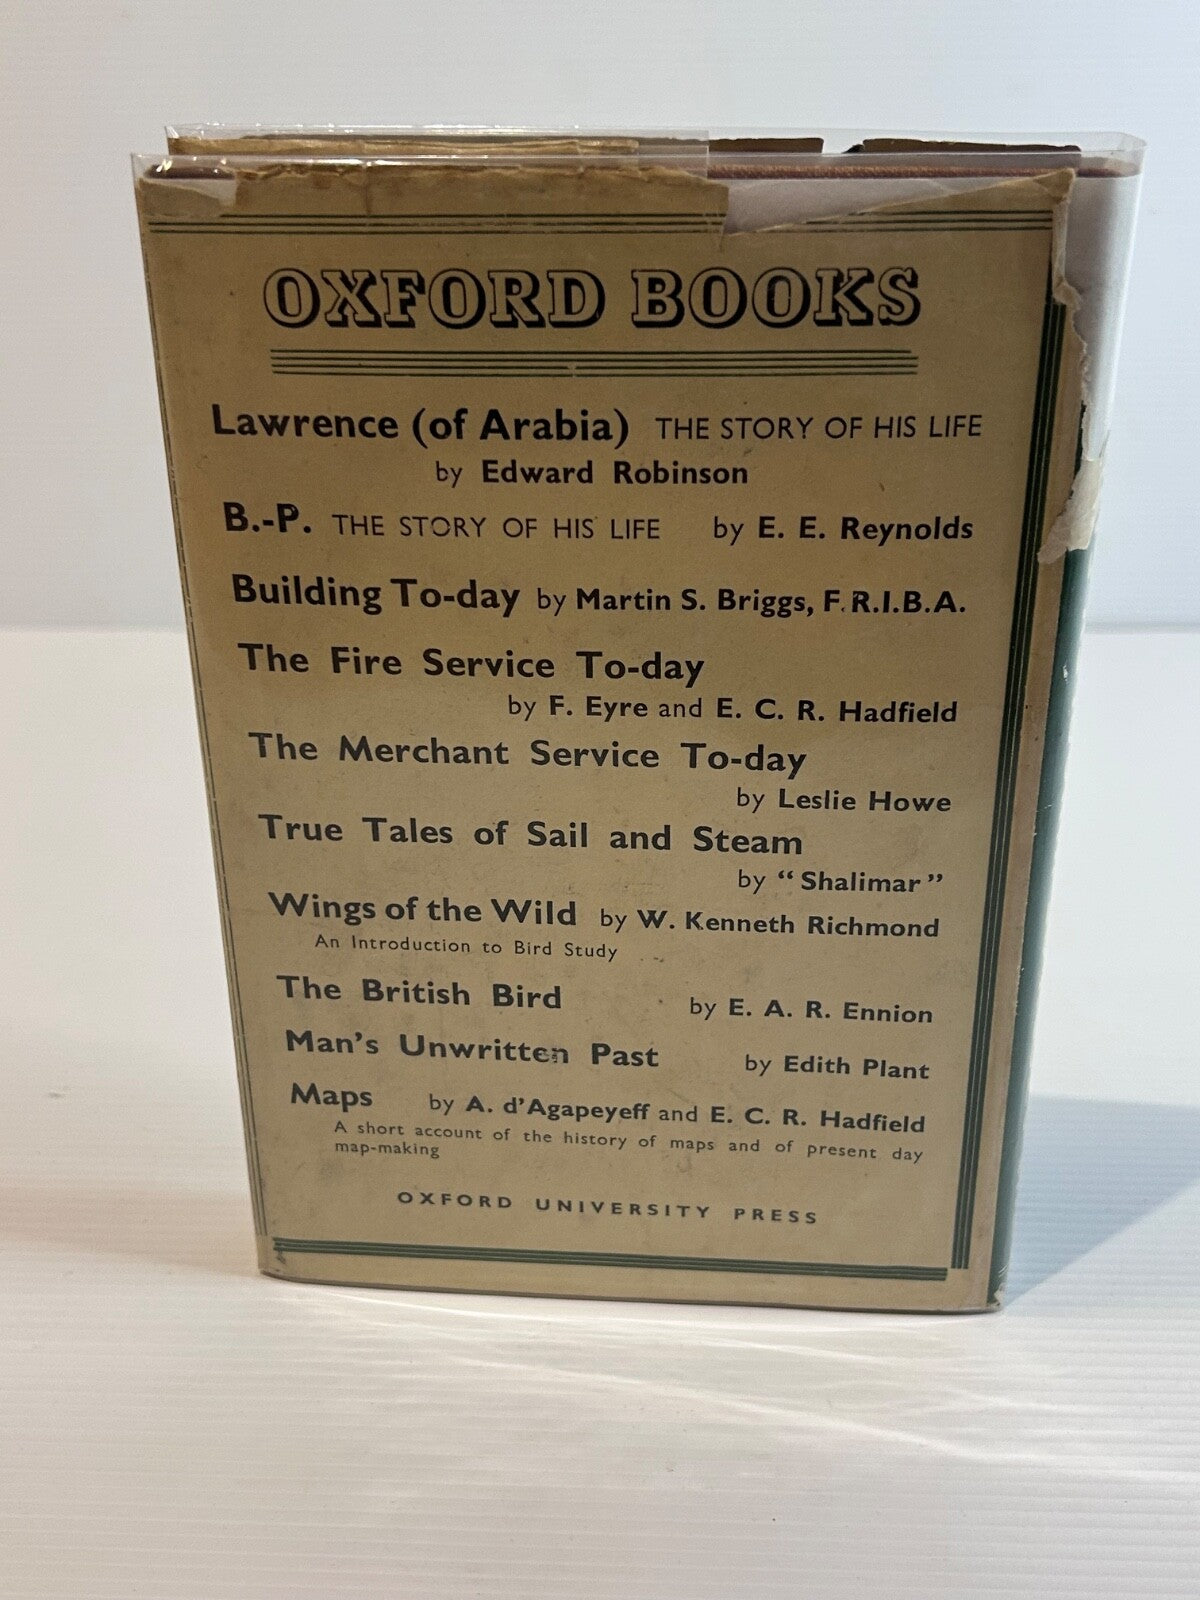 OXFORD BOOKS
Lawrence (of Arabia) THE STORY OF HIS LIFE
by Edward Robinson
B.-P. THE STORY OF HIS LIFE by E. E. Reynolds
Building To-day by Martin S. Briggs, F.R.I.B.A.
The Fire Service To-day
by F. Eyre and E. C. R. Hadfield
The Merchant Service To-day
by Leslie Howe
True Tales of Sail and Steam
by “Shalimar”
Wings of the Wild by W. Kenneth Richmond
An Introduction to Bird Study
The British Bird by E. A. R. Ennion
Man's Unwritten Past by Edith Plant
Maps by A. d'Agapeyeff and E. C. R. Hadfield
A short account of the history of maps and of present day
map-making
OXFORD UNIVERSITY PRESS